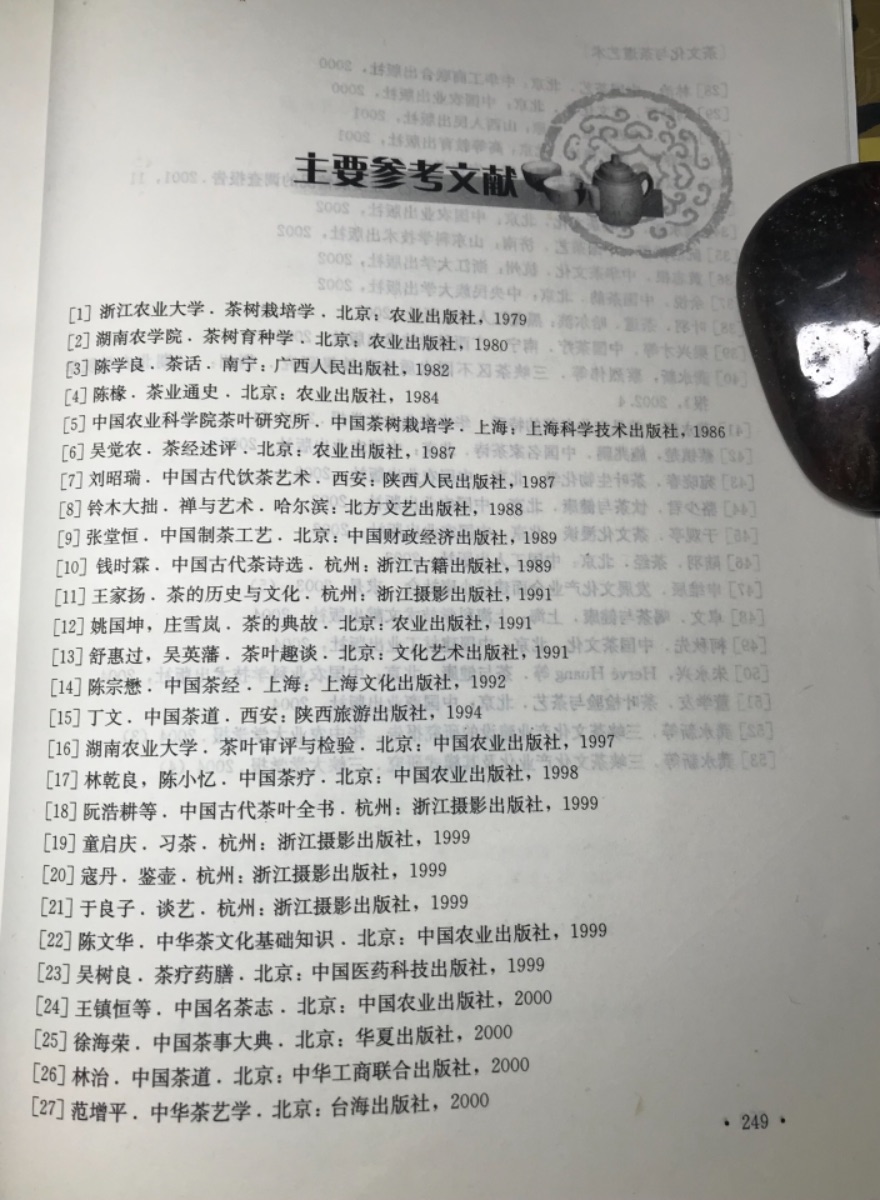 主要参考文献
[1] 浙江农业大学．茶树栽培学．北京：农业出版社，1979
[2] 湖南农学院．茶树育种学．北京：农业出版社，1980
[3] 陈学良．茶话．南宁：广西人民出版社，1982
[4] 陈椽．茶业通史．北京：农业出版社，1984
[5] 中国农业科学院茶叶研究所．中国茶树栽培学．上海：上海科学技术出版社，1986
[6] 吴觉农．茶经述评．北京：农业出版社，1987
[7] 刘昭瑞．中国古代饮茶艺术．西安：陕西人民出版社，1987
[8] 铃木大拙．禅与艺术．哈尔滨：北方文艺出版社，1988
[9] 张堂恒．中国制茶工艺．北京：中国财政经济出版社，1989
[10] 钱时霖．中国古代茶诗选．杭州：浙江古籍出版社，1989
[11] 王家扬．茶的历史与文化．杭州：浙江摄影出版社，1991
[12] 姚国坤，庄雪岚．茶的典故．北京：农业出版社，1991
[13] 舒惠过，吴英藩．茶叶趣谈．北京：文化艺术出版社，1991
[14] 陈宗懋．中国茶经．上海：上海文化出版社，1992
[15] 丁文．中国茶道．西安：陕西旅游出版社，1994
[16] 湖南农业大学．茶叶审评与检验．北京：中国农业出版社，1997
[17] 林乾良，陈小忆．中国茶疗．北京：中国农业出版社，1998
[18] 阮浩耕等．中国古代茶叶全书．杭州：浙江摄影出版社，1999
[19] 童启庆．习茶．杭州：浙江摄影出版社，1999
[20] 寇丹．鉴壶．杭州：浙江摄影出版社，1999
[21] 于良子．谈艺．杭州：浙江摄影出版社，1999
[22] 陈文华．中华茶文化基础知识．北京：中国农业出版社，1999
[23] 吴树良．茶疗药膳．北京：中国医药科技出版社，1999
[24] 王镇恒等．中国名茶志．北京：中国农业出版社，2000
[25] 徐海荣．中国茶事大典．北京：华夏出版社，2000
[26] 林治．中国茶道．北京：中华工商联合出版社，2000
[27] 范增平．中华茶艺学．北京：台海出版社，2000
· 249 ·